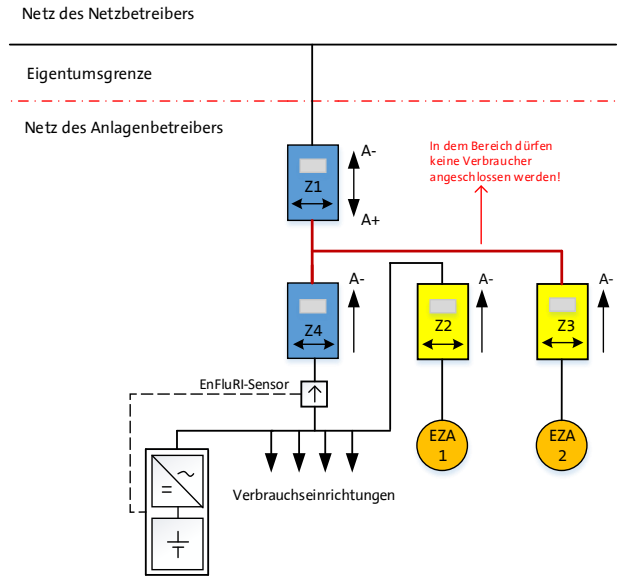 Netz des Netzbetreibers
Eigentumsgrenze
Netz des Anlagenbetreibers
In dem Bereich dürfen
keine Verbraucher
angeschlossen werden!
A-
Z1
A+
A-
Z4
A-
Z2
A-
Z3
EnFluRI-Sensor
EZA
1
EZA
2
Verbrauchseinrichtungen